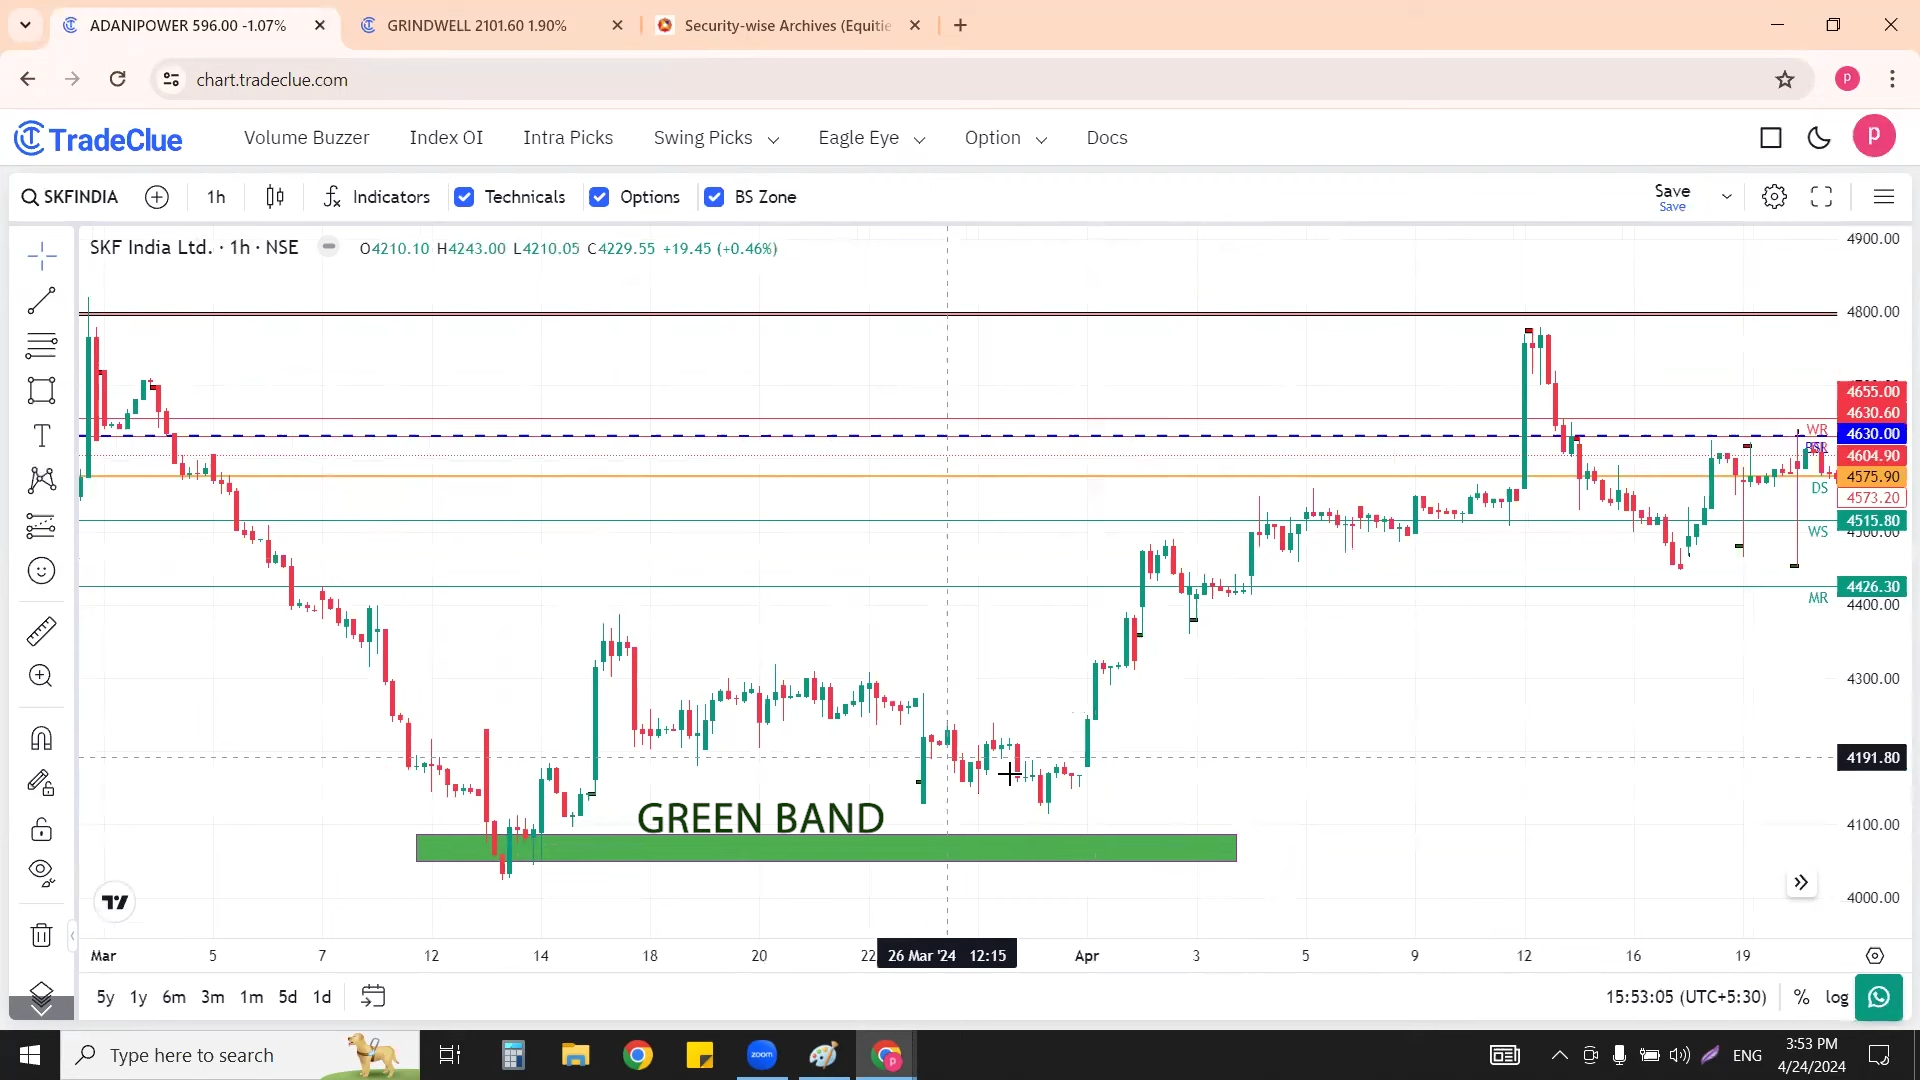 ADANIPOWER 596.00 -1.07%
GRINDWELL 2101.60 1.90%
Security-wise Archives (Equitie
chart.tradeclue.com
P
TradeClue
Volume Buzzer
Index OI
Intra Picks
Swing Picks
Eagle Eye
Option
Docs
P
SKFINDIA
1h
Indicators
Technicals
Options
BS Zone
Save
Save
SKF India Ltd. · 1h · NSE
O4210.10 H4243.00 L4210.05 C4229.55 +19.45 (+0.46%)
4900.00
4800.00
4655.00
4630.60
WR
4630.00
4604.90
4575.90
DS
4573.20
4515.80
WS
4500.00
4426.30
MR
4400.00
4300.00
4191.80
GREEN BAND
4100.00
4000.00
Mar
5
7
12
14
18
20
22
26 Mar '24 12:15
Apr
3
5
9
12
16
19
5y
1y
6m
3m
1m
5d
1d
15:53:05 (UTC+5:30)
%
log
Type here to search
zoom
P
ENG
3:53 PM
4/24/2024